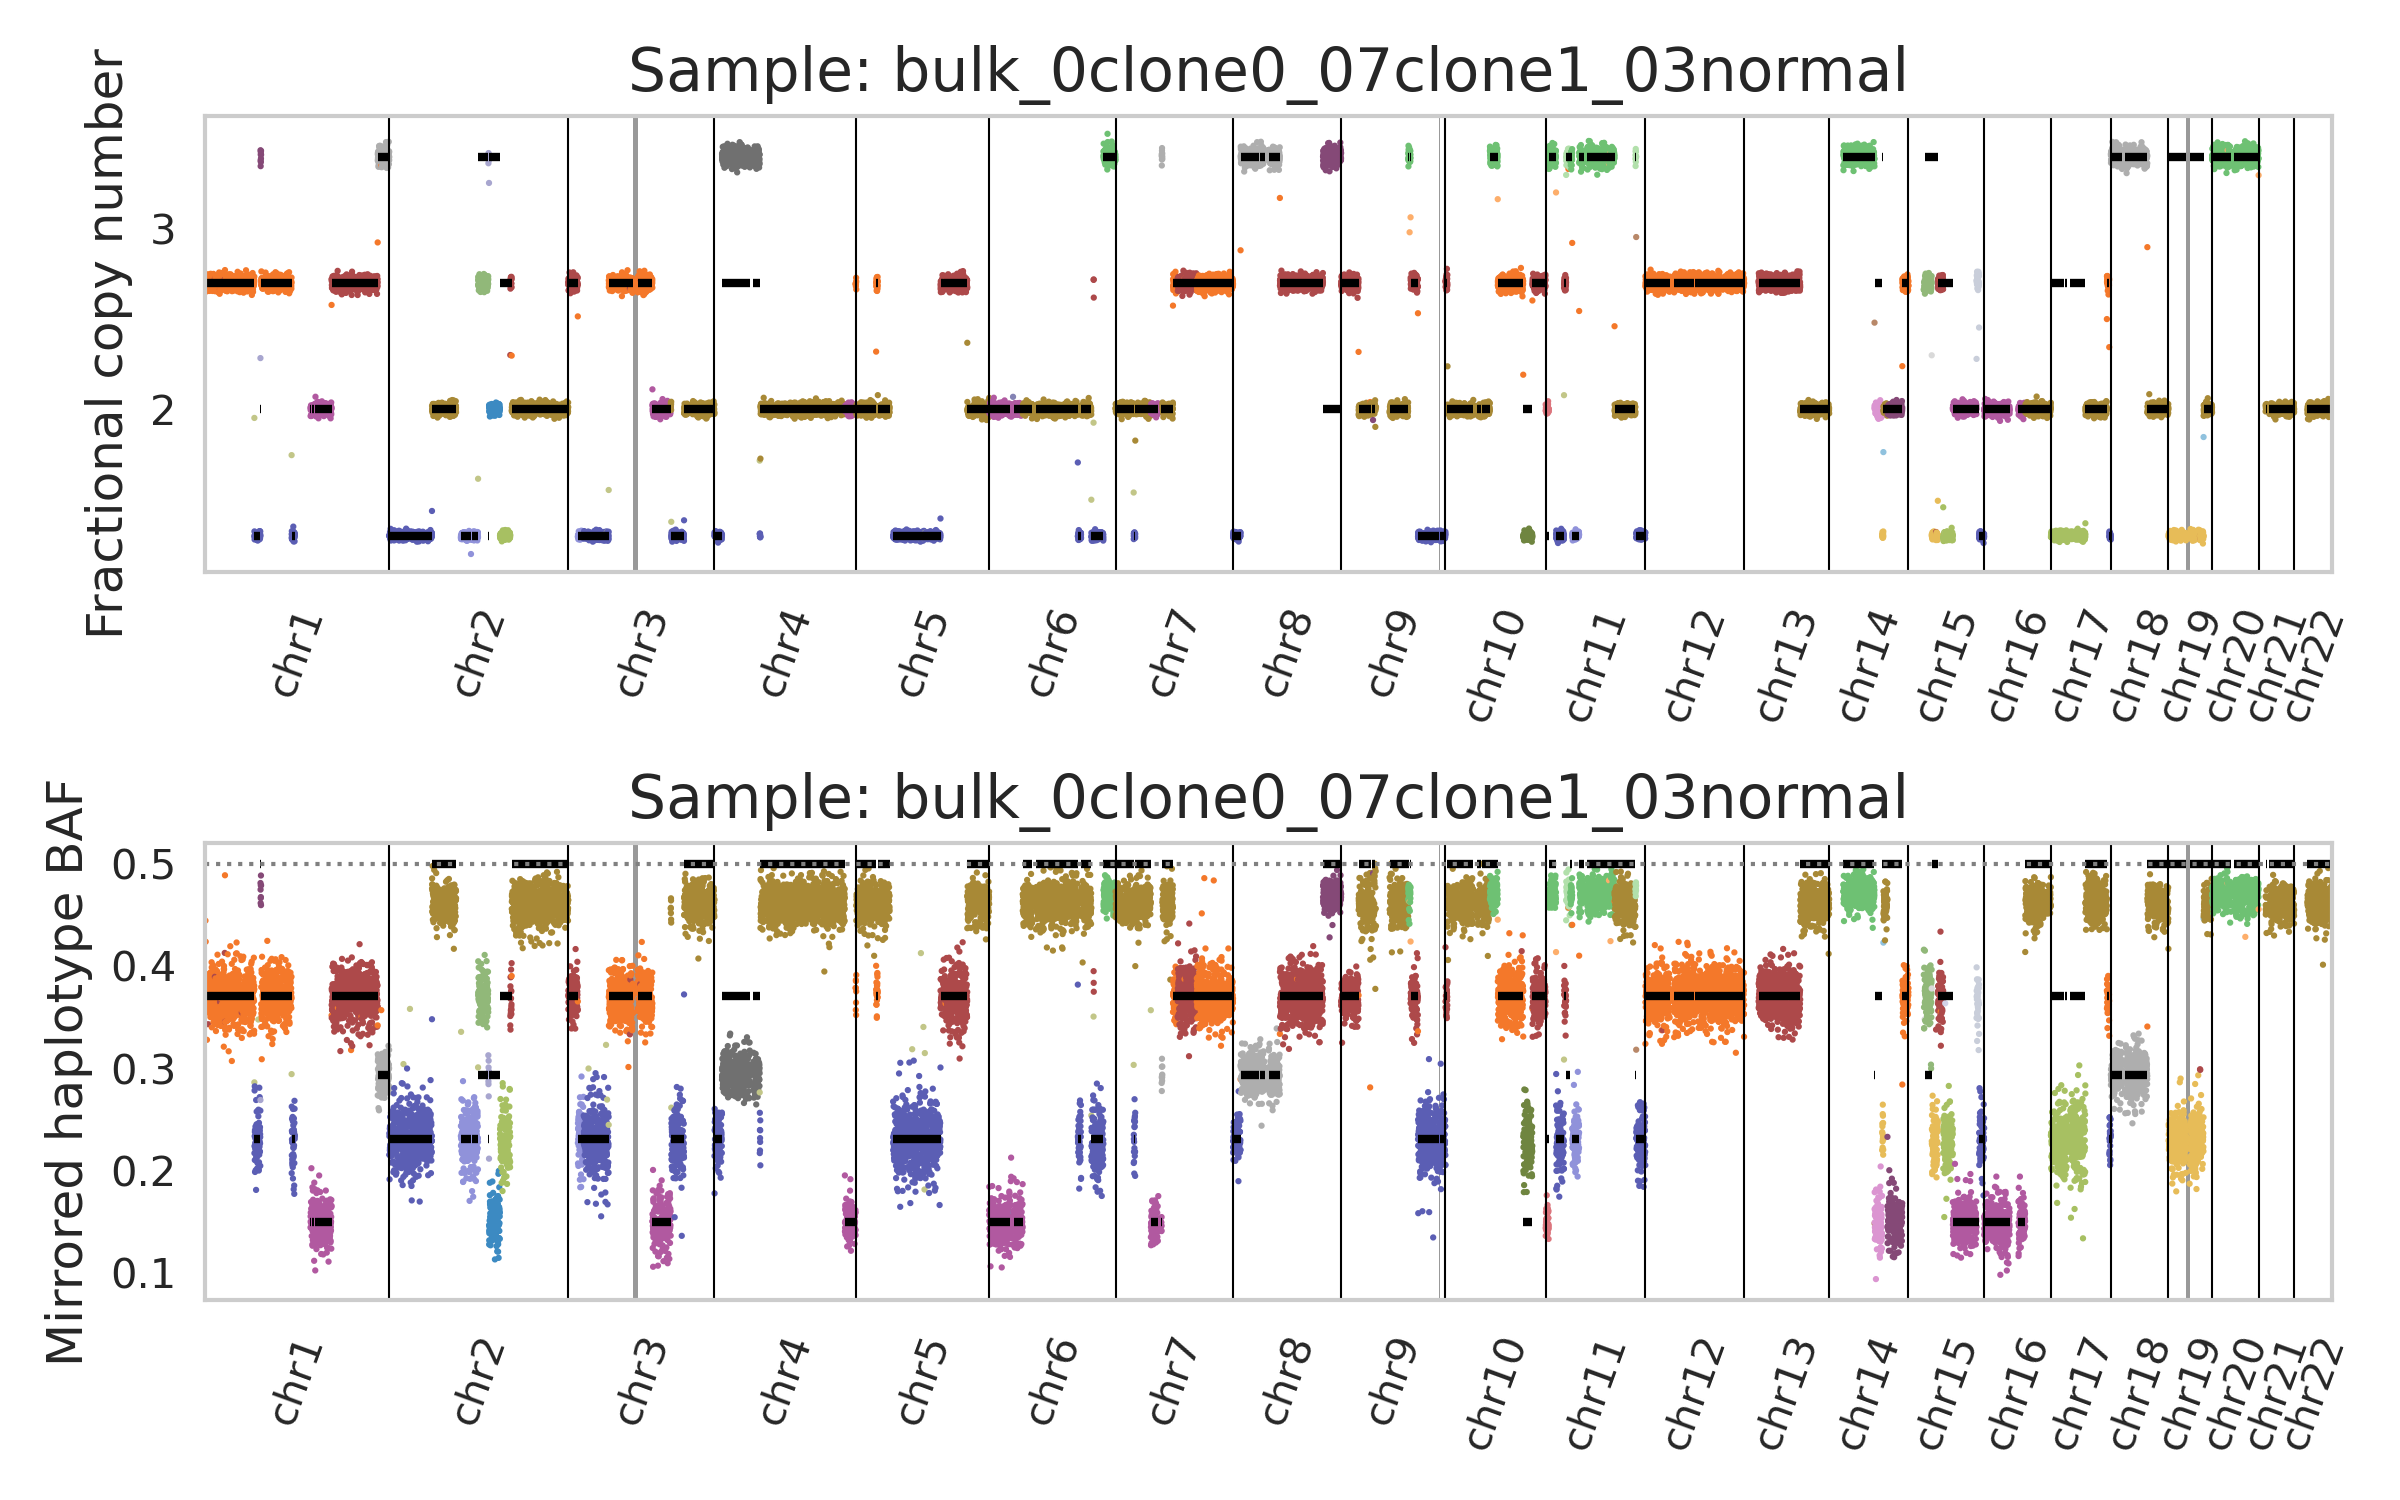 Sample: bulk_0clone0_07clone1_03normal
Fractional copy number
3
2
chr1
chr2
chr3
chr4
chr5
chr6
chr7
chr8
chr9
chr10
chr11
chr12
chr13
chr14
chr15
chr16
chr17
chr18
chr19
chr20
chr21
chr22
Sample: bulk_0clone0_07clone1_03normal
Mirrored haplotype BAF
0.5
0.4
0.3
0.2
0.1
chr1
chr2
chr3
chr4
chr5
chr6
chr7
chr8
chr9
chr10
chr11
chr12
chr13
chr14
chr15
chr16
chr17
chr18
chr19
chr20
chr21
chr22